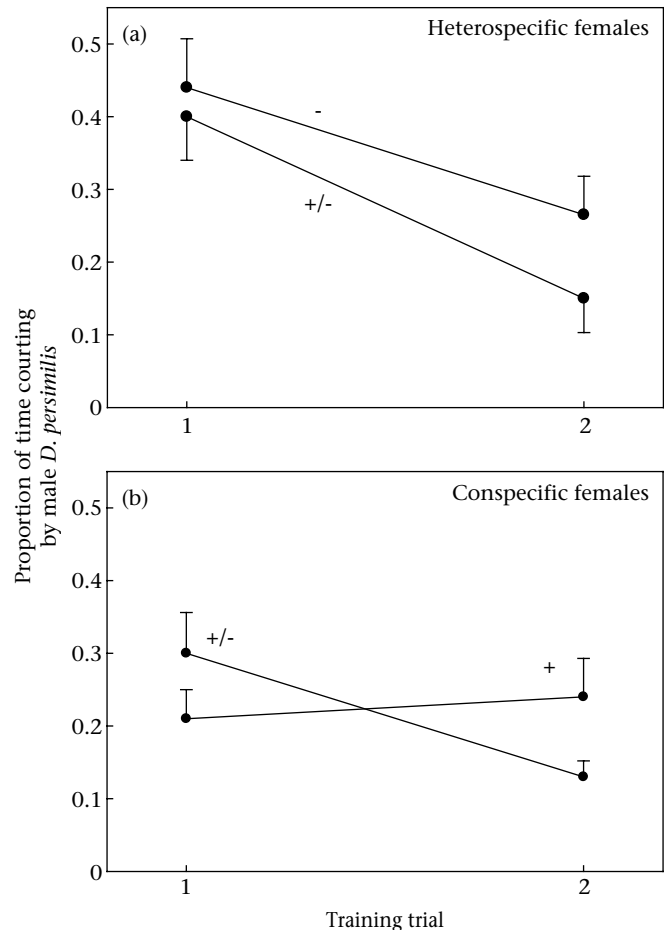 Proportion of time courting
by male D. persimilis
(a)
Heterospecific females
0.5
0.4
0.3
0.2
0.1
0
-
+/-
1
2
(b)
Conspecific females
0.5
0.4
0.3
0.2
0.1
0
+/-
+
1
2
Training trial